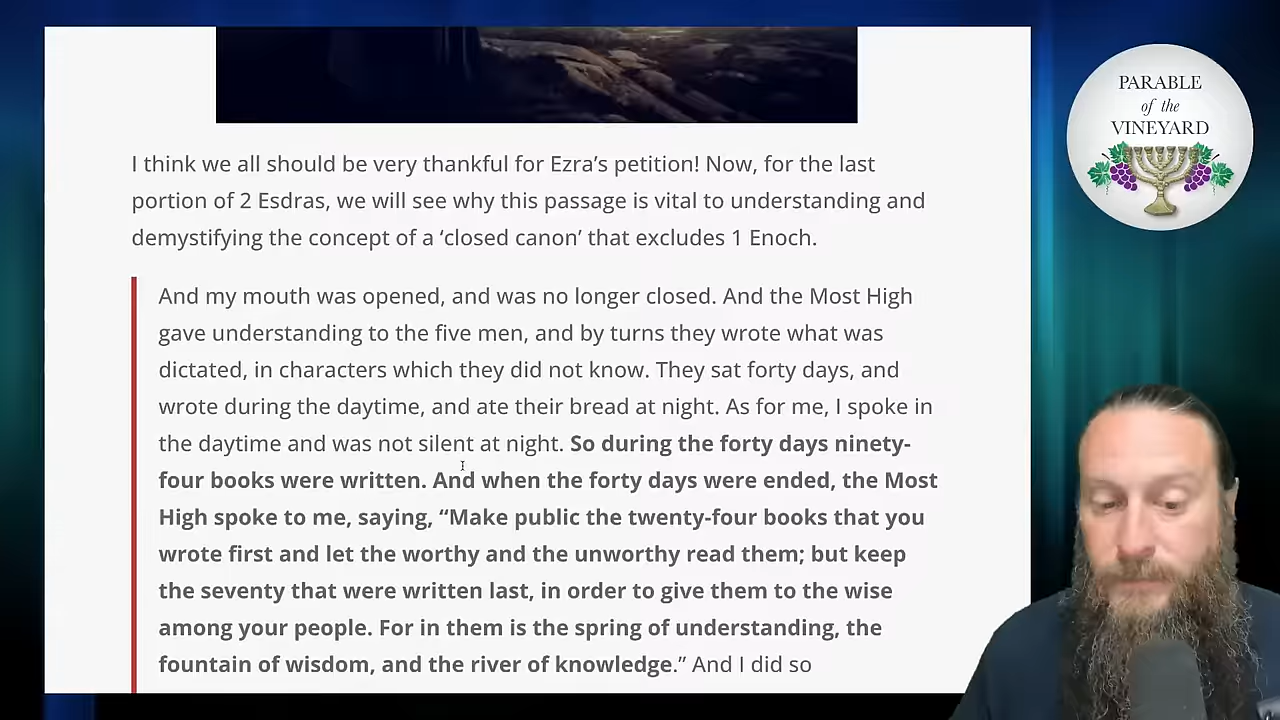 PARABLE
of the
VINEYARD
I think we all should be very thankful for Ezra’s petition! Now, for the last
portion of 2 Esdras, we will see why this passage is vital to understanding and
demystifying the concept of a ‘closed canon’ that excludes 1 Enoch.
And my mouth was opened, and was no longer closed. And the Most High
gave understanding to the five men, and by turns they wrote what was
dictated, in characters which they did not know. They sat forty days, and
wrote during the daytime, and ate their bread at night. As for me, I spoke in
the daytime and was not silent at night. So during the forty days ninety-
four books were written. And when the forty days were ended, the Most
High spoke to me, saying, “Make public the twenty-four books that you
wrote first and let the worthy and the unworthy read them; but keep
the seventy that were written last, in order to give them to the wise
among your people. For in them is the spring of understanding, the
fountain of wisdom, and the river of knowledge.” And I did so